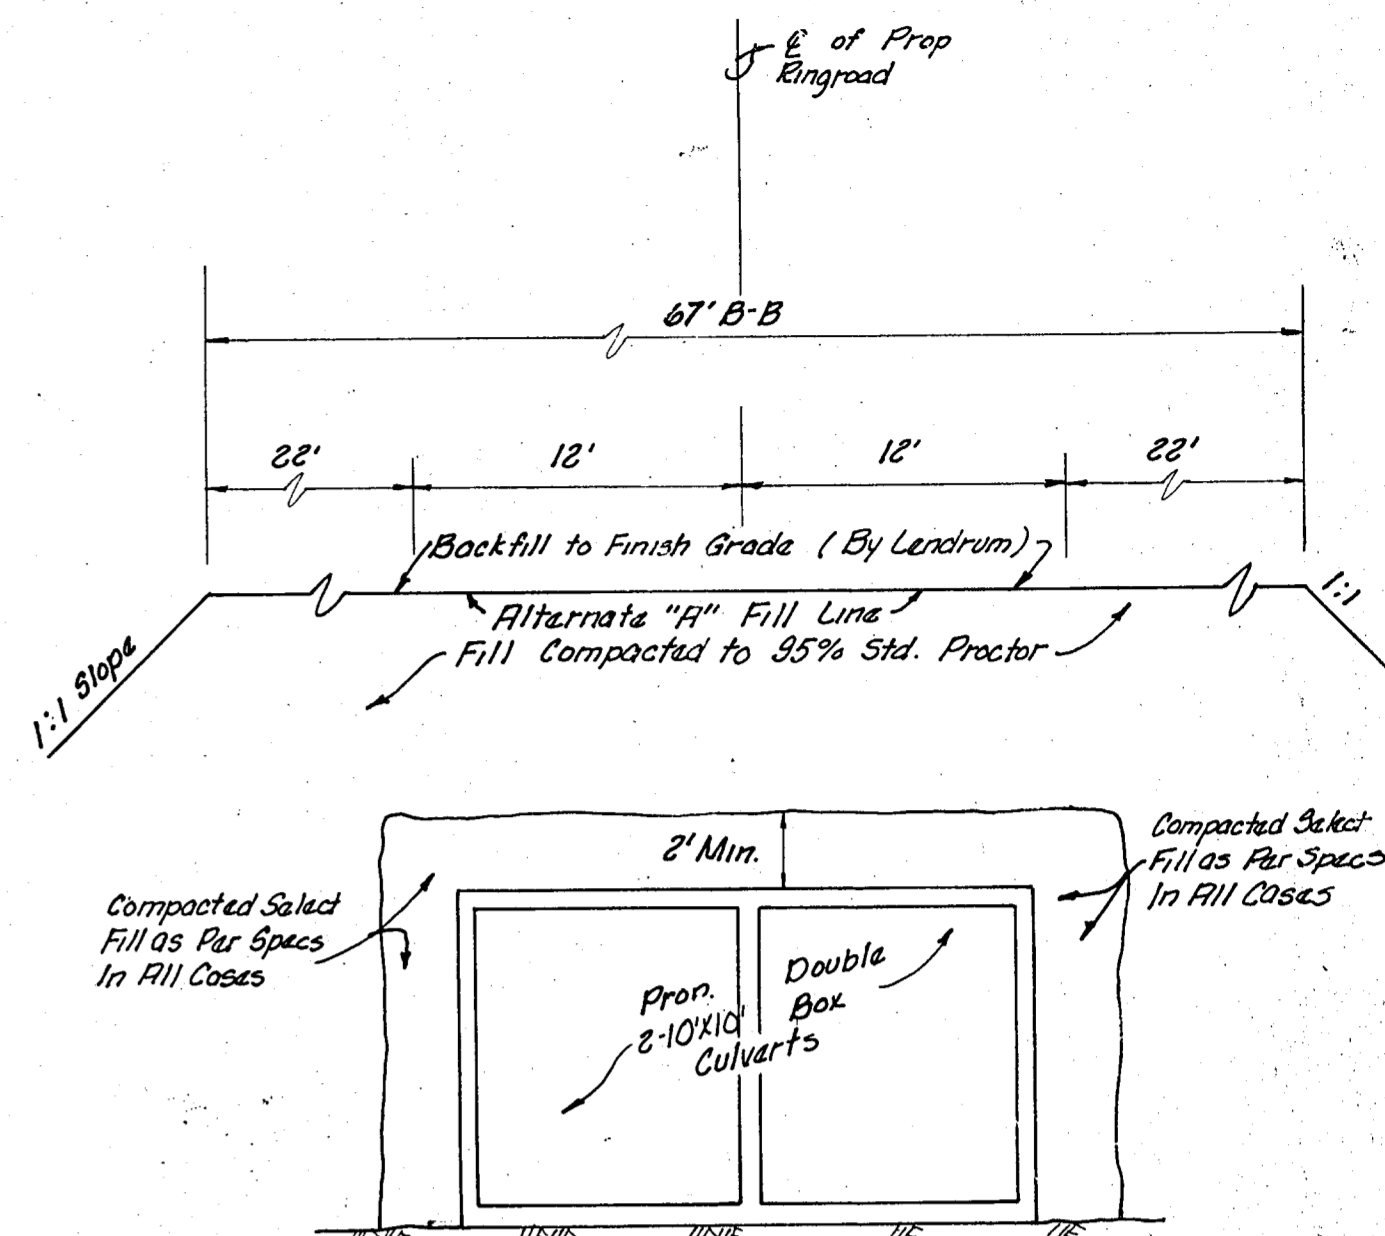 ℄ of Prop
Ringroad
67' B-B
22'
12'
12'
22'
Backfill to Finish Grade (By Lendrum)
Alternate "A" Fill Line
Fill Compacted to 95% Std. Proctor
1:1 Slope
1:1
2' Min.
Compacted Select
Fill as Per Specs
In All Cases
Compacted Select
Fill as Per Specs
In All Cases
Double
Box
Pron.
2-10'X10'
Culverts